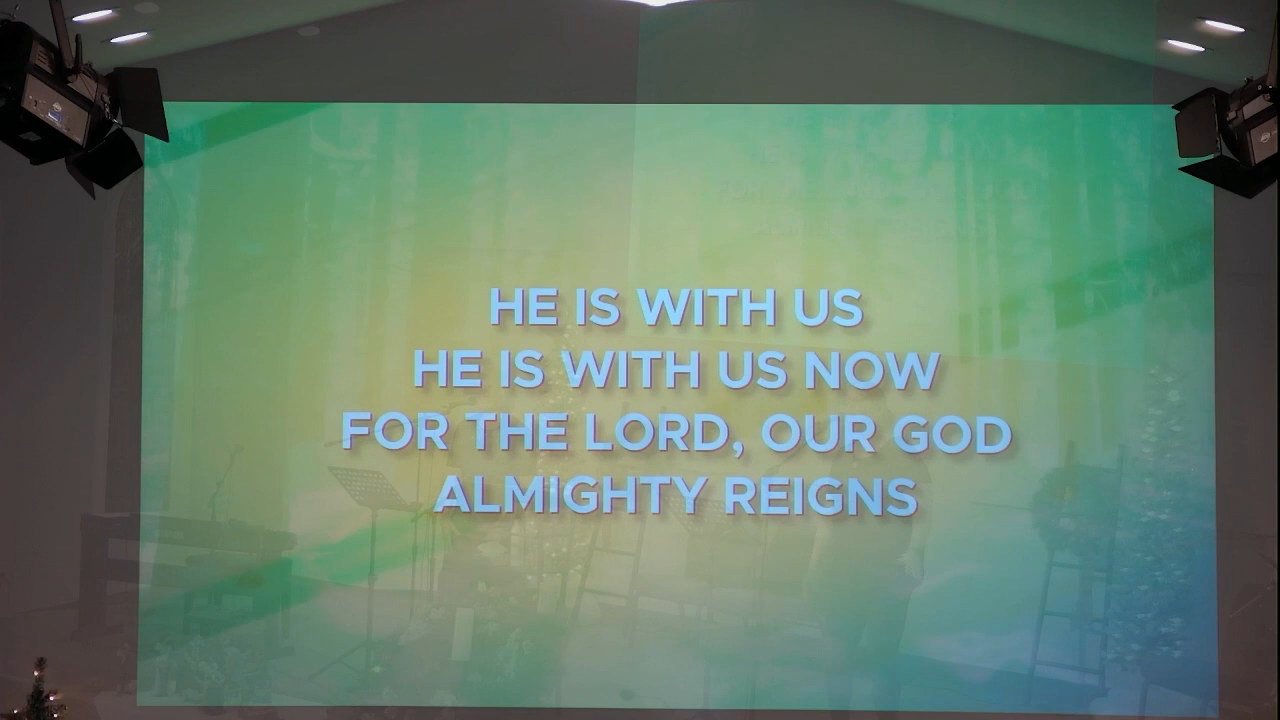 HE IS WITH US
HE IS WITH US NOW
FOR THE LORD, OUR GOD
ALMIGHTY REIGNS